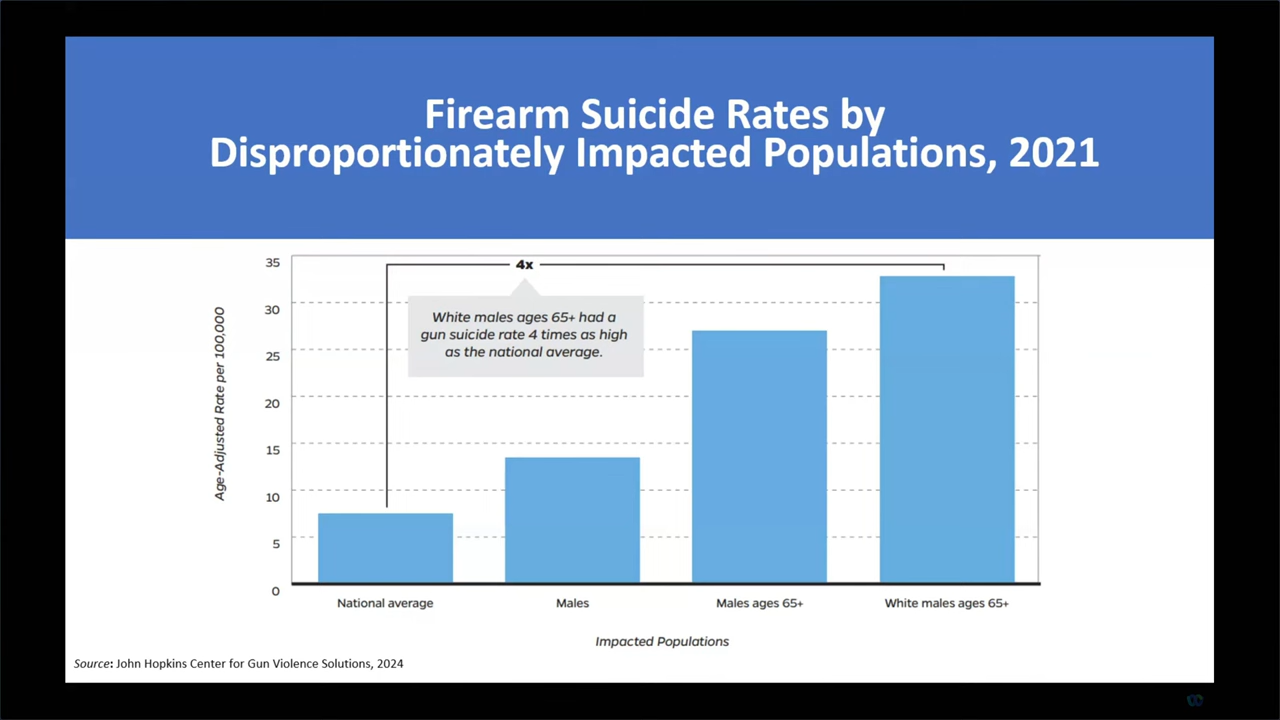 Firearm Suicide Rates by
Disproportionately Impacted Populations, 2021
35
30
25
20
15
10
5
0
Age-Adjusted Rate per 100,000
4x
White males ages 65+ had a
gun suicide rate 4 times as high
as the national average.
National average
Males
Males ages 65+
White males ages 65+
Impacted Populations
Source: John Hopkins Center for Gun Violence Solutions, 2024